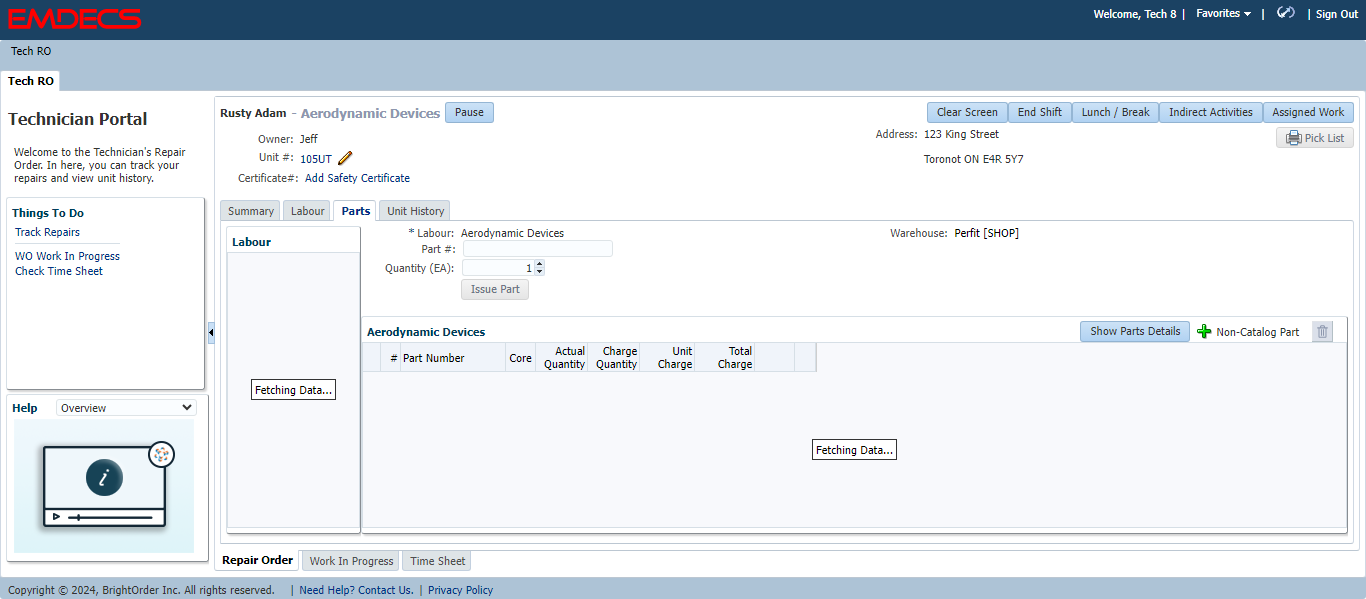 EMDECS
Welcome, Tech 8 | Favorites | | Sign Out
Tech RO
Tech RO
Technician Portal
Welcome to the Technician's Repair
Order. In here, you can track your
repairs and view unit history.
Things To Do
Track Repairs
WO Work In Progress
Check Time Sheet
Help Overview
i
Rusty Adam - Aerodynamic Devices Pause
Clear Screen End Shift Lunch / Break Indirect Activities Assigned Work
Owner: Jeff
Unit #: 105UT
Certificate#: Add Safety Certificate
Address: 123 King Street
Toronot ON E4R 5Y7
Pick List
Summary Labour Parts Unit History
Labour
Fetching Data...
* Labour: Aerodynamic Devices
Part #:
Quantity (EA): 1
Issue Part
Warehouse: Perfit [SHOP]
Aerodynamic Devices
Show Parts Details Non-Catalog Part
# Part Number Core Actual Quantity Charge Quantity Unit Charge Total Charge
Fetching Data...
Repair Order Work In Progress Time Sheet
Copyright © 2024, BrightOrder Inc. All rights reserved. | Need Help? Contact Us. | Privacy Policy